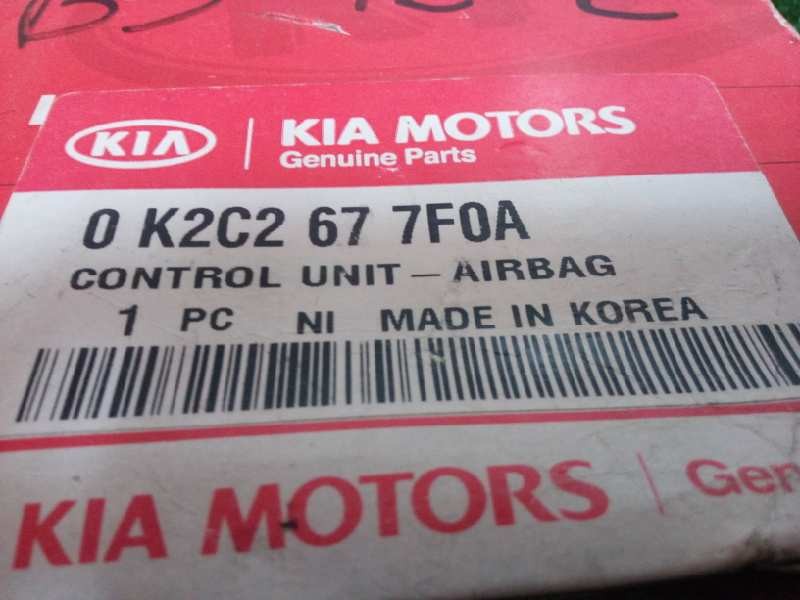 KIA
KIA MOTORS
Genuine Parts
0 K2C2 67 7F0A
CONTROL UNIT – AIRBAG
1 PC NI MADE IN KOREA
KIA MOTORS